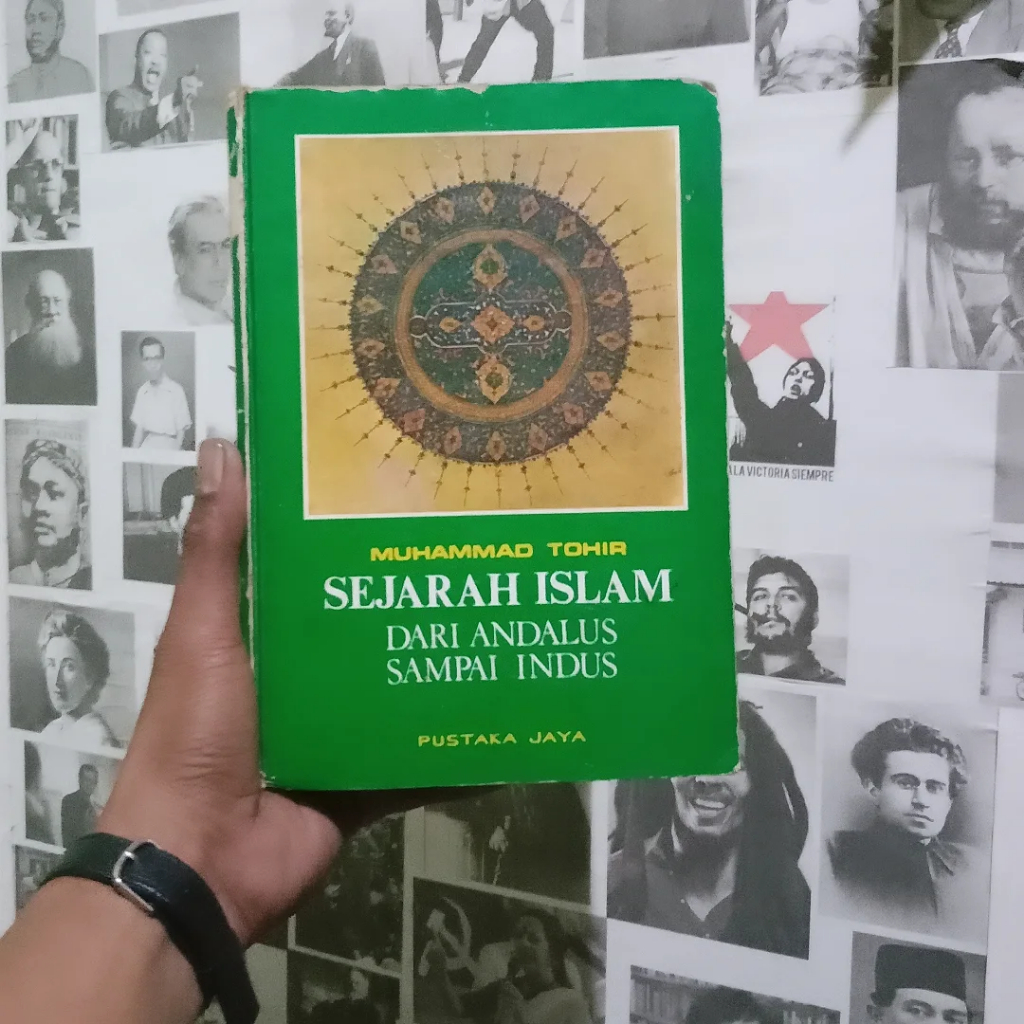 MUHAMMAD TOHIR
SEJARAH ISLAM
DARI ANDALUS
SAMPAI INDUS
PUSTAKA JAYA
LA VICTORIA SIEMPRE